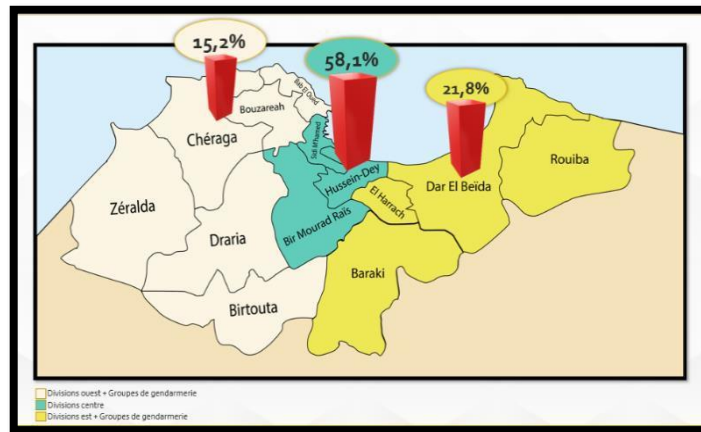 15,2%
58,1%
21,8%
Bab El Oued
Bouzareah
Chéraga
Sidi M'hamed
Rouiba
Hussein-Dey
Dar El Beïda
El Harrach
Zéralda
Bir Mourad Raïs
Draria
Baraki
Birtouta
Divisions ouest + Groupes de gendarmerie
Divisions centre
Divisions est + Groupes de gendarmerie